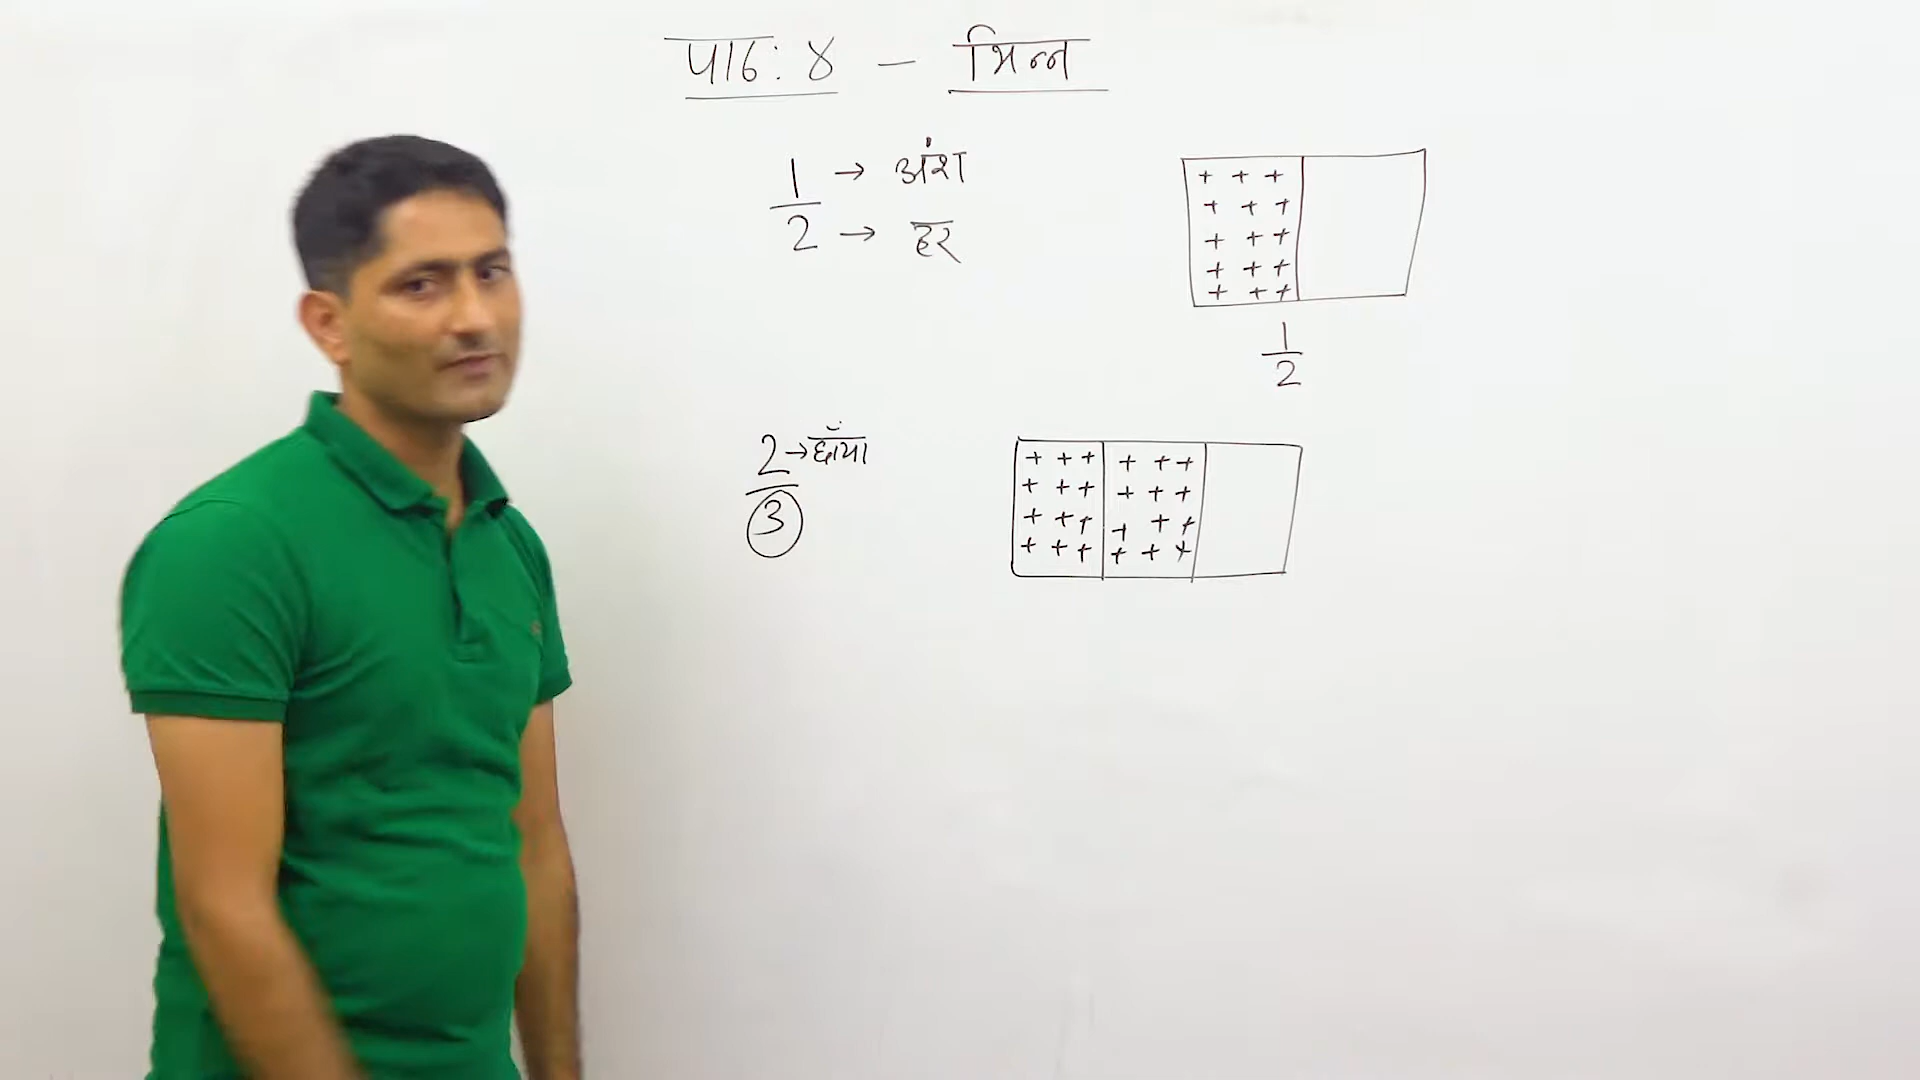 पाठ: ४ - भिन्न
1/2
1 → अंश
2 → हर
2 → छाँया
3